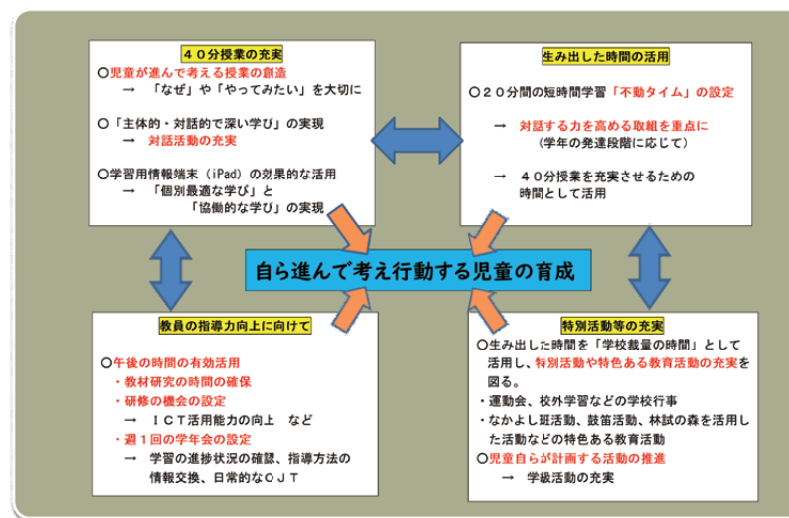 ４０分授業の充実
〇児童が進んで考える授業の創造
→ 「なぜ」や「やってみたい」を大切に
〇「主体的・対話的で深い学び」の実現
→ 対話活動の充実
〇学習用情報端末（iPad）の効果的な活用
→ 「個別最適な学び」と
「協働的な学び」の実現
生み出した時間の活用
〇２０分間の短時間学習「不動タイム」の設定
→ 対話する力を高める取組を重点に
(学年の発達段階に応じて)
→ ４０分授業を充実させるための
時間として活用
自ら進んで考え行動する児童の育成
教員の指導力向上に向けて
〇午後の時間の有効活用
・教材研究の時間の確保
・研修の機会の設定
→ ＩＣＴ活用能力の向上 など
・週１回の学年会の設定
→ 学習の進捗状況の確認、指導方法の
情報交換、日常的なＯＪＴ
特別活動等の充実
〇生み出した時間を「学校裁量の時間」として
活用し、特別活動や特色ある教育活動の充実を
図る。
・運動会、校外学習などの学校行事
・なかよし班活動、鼓笛活動、林試の森を活用し
た活動などの特色ある教育活動
〇児童自らが計画する活動の推進
→ 学級活動の充実